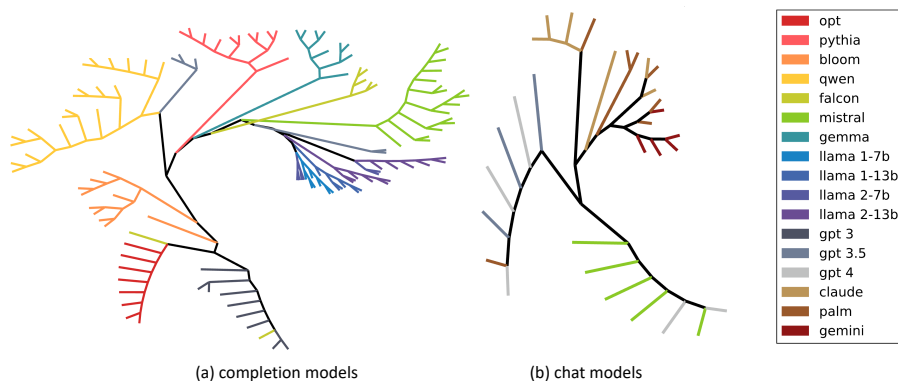 opt
pythia
bloom
qwen
falcon
mistral
gemma
llama 1-7b
llama 1-13b
llama 2-7b
llama 2-13b
gpt 3
gpt 3.5
gpt 4
claude
palm
gemini
(a) completion models
(b) chat models